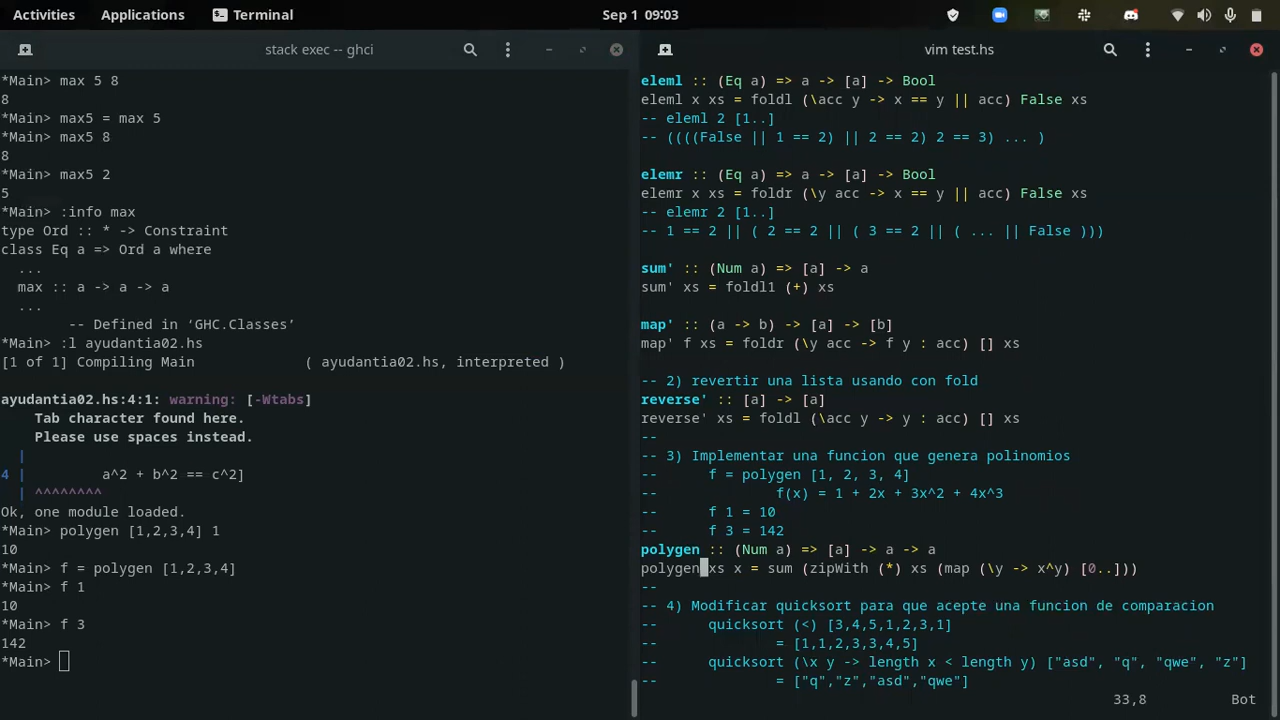 Activities Applications Terminal Sep 1 09:03
stack exec -- ghci
*Main> max 5 8
8
*Main> max5 = max 5
*Main> max5 8
8
*Main> max5 2
5
*Main> :info max
type Ord :: * -> Constraint
class Eq a => Ord a where
  ...
  max :: a -> a -> a
  ...
        -- Defined in ‘GHC.Classes’
*Main> :l ayudantia02.hs
[1 of 1] Compiling Main             ( ayudantia02.hs, interpreted )
ayudantia02.hs:4:1: warning: [-Wtabs]
    Tab character found here.
    Please use spaces instead.
  |
4 |         a^2 + b^2 == c^2]
  | ^^^^^^^^
Ok, one module loaded.
*Main> polygen [1,2,3,4] 1
10
*Main> f = polygen [1,2,3,4]
*Main> f 1
10
*Main> f 3
142
*Main>
vim test.hs
eleml :: (Eq a) => a -> [a] -> Bool
eleml x xs = foldl (\acc y -> x == y || acc) False xs
-- eleml 2 [1..]
-- ((((False || 1 == 2) || 2 == 2) 2 == 3) ... )
elemr :: (Eq a) => a -> [a] -> Bool
elemr x xs = foldr (\y acc -> x == y || acc) False xs
-- elemr 2 [1..]
-- 1 == 2 || ( 2 == 2 || ( 3 == 2 || ( ... || False )))
sum' :: (Num a) => [a] -> a
sum' xs = foldl1 (+) xs
map' :: (a -> b) -> [a] -> [b]
map' f xs = foldr (\y acc -> f y : acc) [] xs
-- 2) revertir una lista usando con fold
reverse' :: [a] -> [a]
reverse' xs = foldl (\acc y -> y : acc) [] xs
--
-- 3) Implementar una funcion que genera polinomios
--      f = polygen [1, 2, 3, 4]
--              f(x) = 1 + 2x + 3x^2 + 4x^3
--      f 1 = 10
--      f 3 = 142
polygen :: (Num a) => [a] -> a -> a
polygen xs x = sum (zipWith (*) xs (map (\y -> x^y) [0..]))
--
-- 4) Modificar quicksort para que acepte una funcion de comparacion
--      quicksort (<) [3,4,5,1,2,3,1]
--              = [1,1,2,3,3,4,5]
--      quicksort (\x y -> length x < length y) ["asd", "q", "qwe", "z"]
--              = ["q","z","asd","qwe"]
33,8 Bot